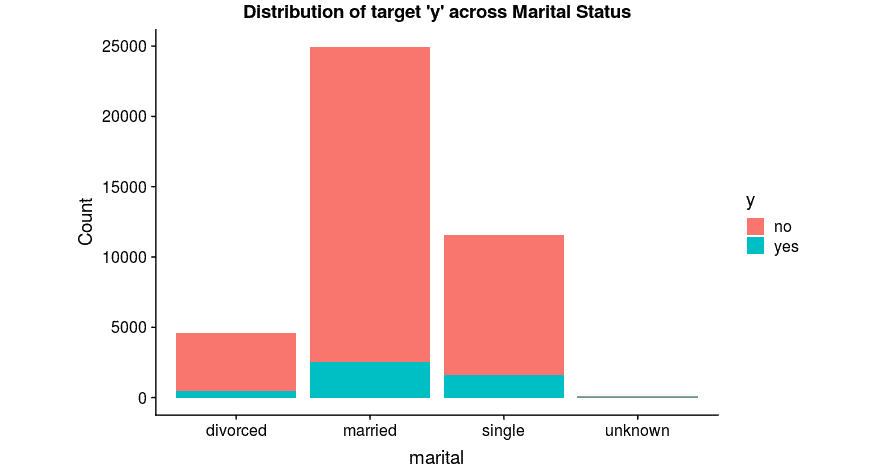 Distribution of target 'y' across Marital Status
Count
25000
20000
15000
10000
5000
0
divorced married single unknown
marital
y
no
yes